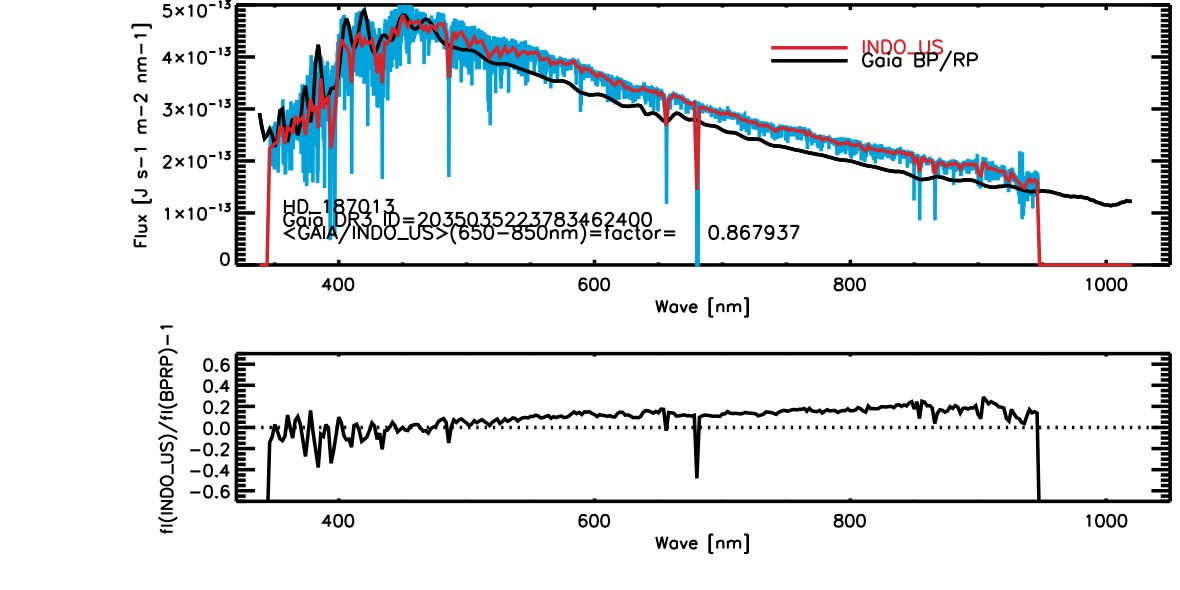 5×10−13
4×10−13
3×10−13
2×10−13
1×10−13
0
Flux [J s−1 m−2 nm−1]
INDO_US
Gaia BP/RP
HD_187013
Gaia DR3 ID=2035035223783462400
<GAIA/INDO_US>(650−850nm)=factor= 0.867937
400 600 800 1000
Wave [nm]
0.6
0.4
0.2
0.0
−0.2
−0.4
−0.6
fl(INDO_US)/fl(BPRP)−1
400 600 800 1000
Wave [nm]